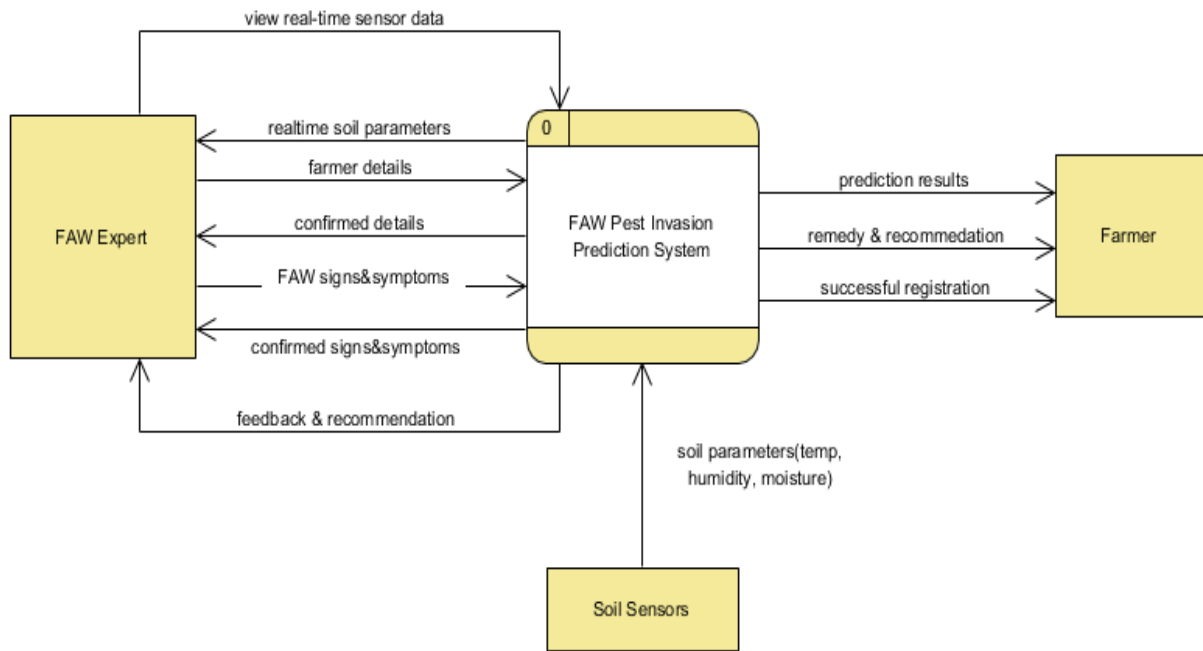 view real-time sensor data
0
realtime soil parameters
farmer details
confirmed details
FAW signs&symptoms
confirmed signs&symptoms
feedback & recommendation
FAW Expert
FAW Pest Invasion
Prediction System
prediction results
remedy & recommedation
successful registration
Farmer
soil parameters(temp,
humidity, moisture)
Soil Sensors